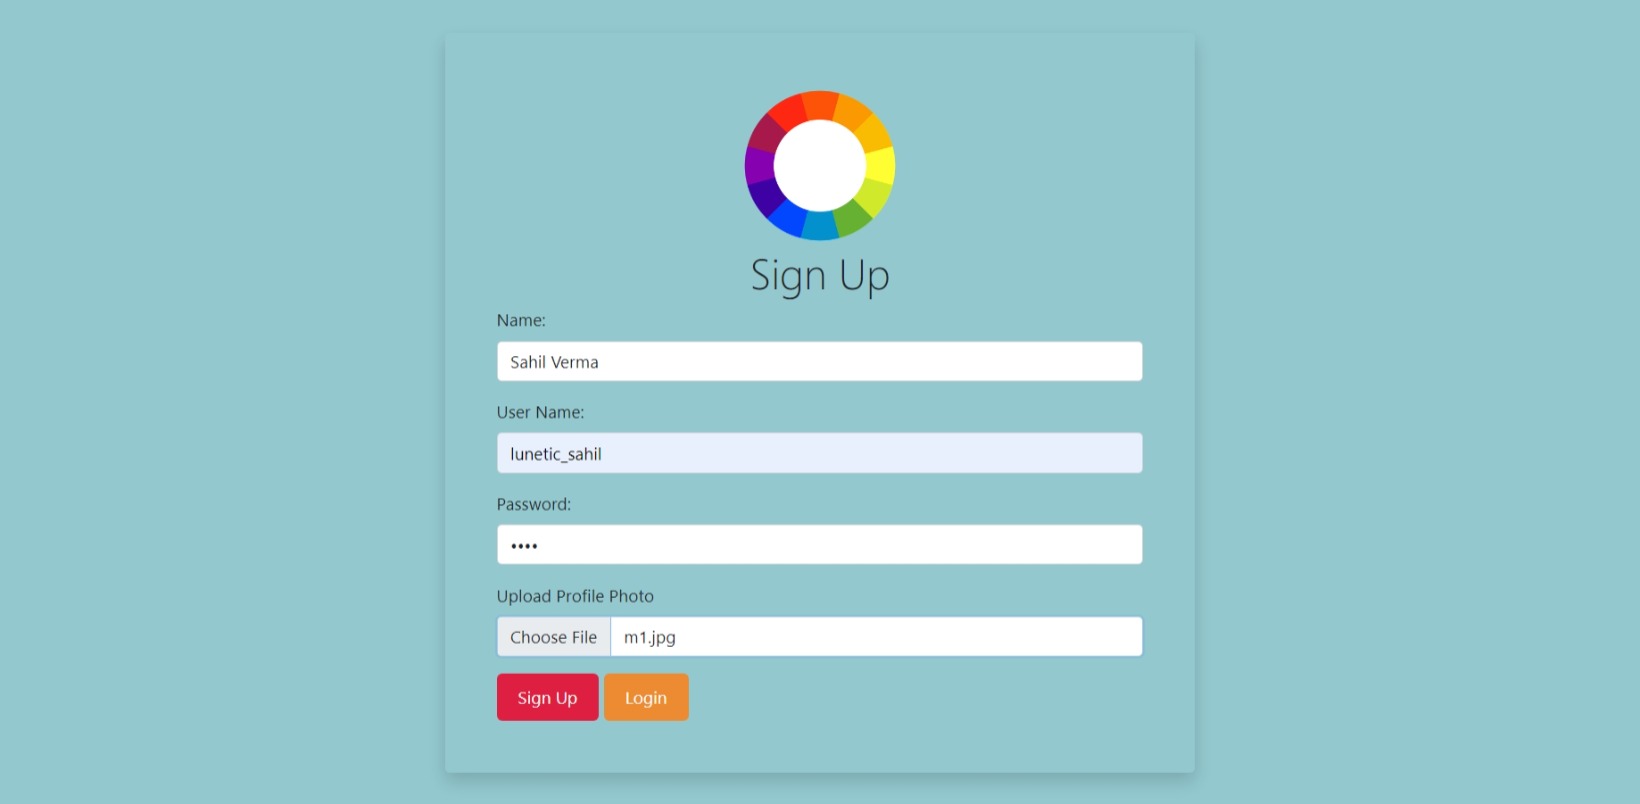 Sign Up
Name:
Sahil Verma
User Name:
lunetic_sahil
Password:
••••
Upload Profile Photo
Choose File m1.jpg
Sign Up Login